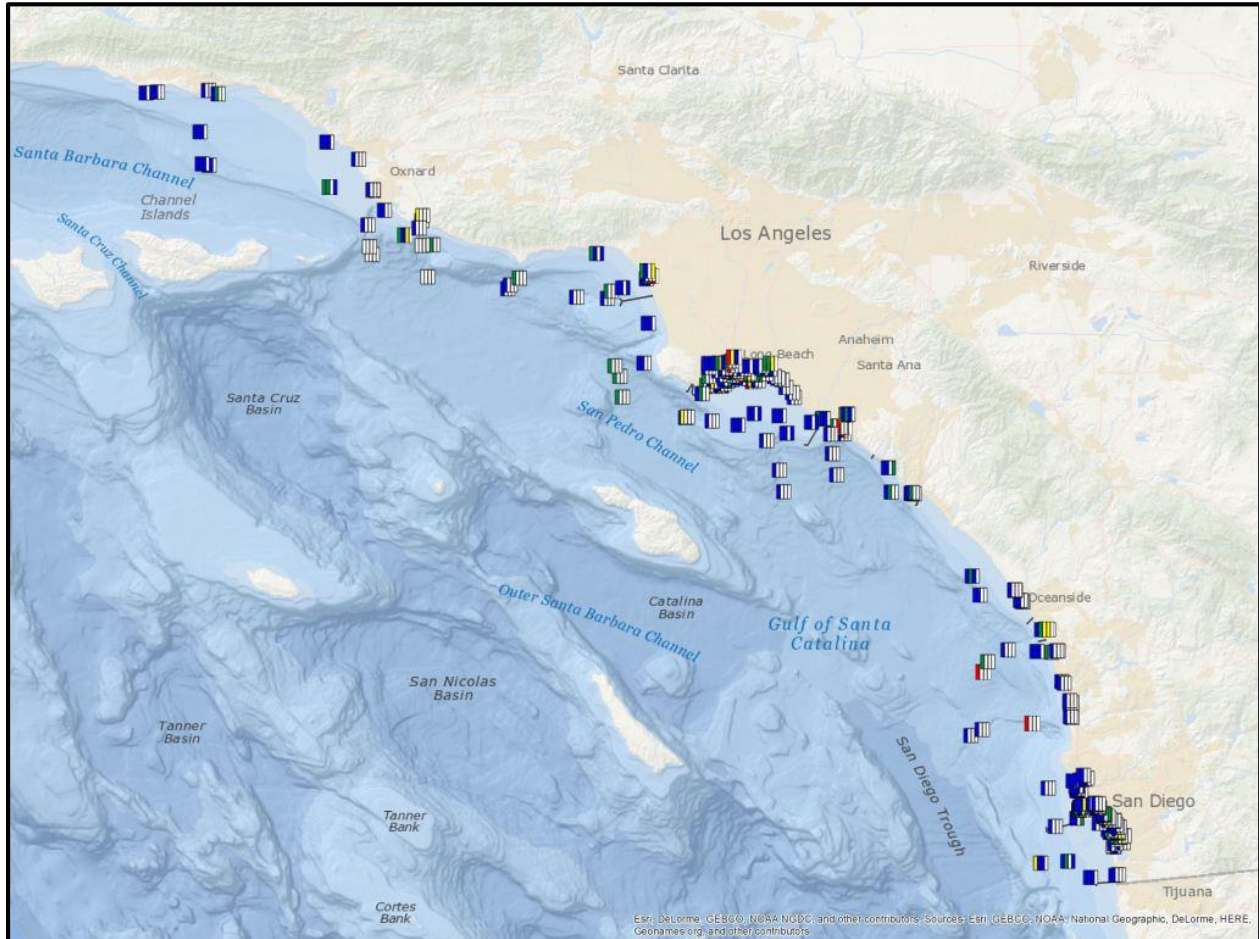 Santa Clarita
Santa Barbara Channel
Oxnard
Channel
Islands
Santa Cruz Channel
Los Angeles
Riverside
Anaheim
Long Beach
Santa Ana
Santa Cruz
Basin
San Pedro Channel
Outer Santa Barbara Channel
Catalina
Basin
Gulf of Santa
Catalina
Oceanside
San Nicolas
Basin
Tanner
Basin
San Diego Trough
San Diego
Tanner
Bank
Tijuana
Cortes
Bank
Esri, DeLorme, GEBCO, NOAA NGDC, and other contributors, Sources: Esri, GEBCO, NOAA, National Geographic, DeLorme, HERE,
Geonames.org, and other contributors